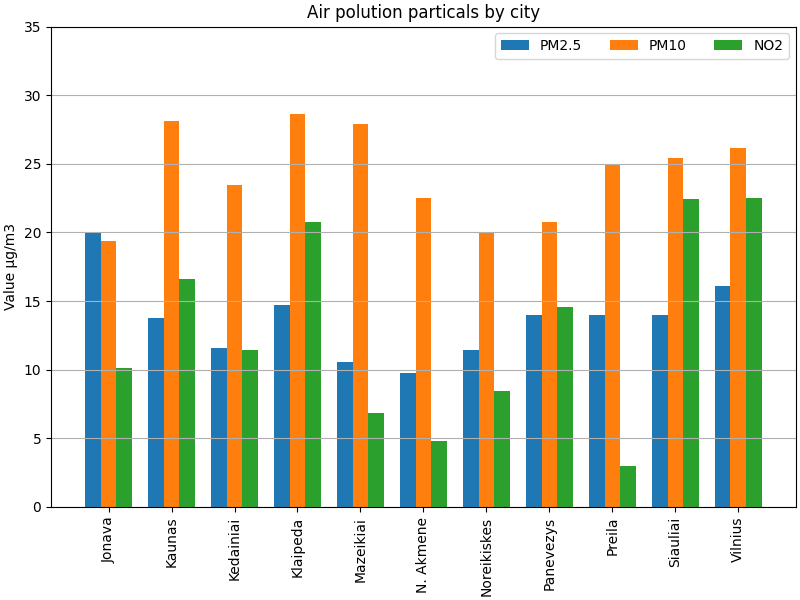 Air polution particals by city
PM2.5 PM10 NO2
Value µg/m3
35
30
25
20
15
10
5
0
Jonava
Kaunas
Kedainiai
Klaipeda
Mazeikiai
N. Akmene
Noreikiskes
Panevezys
Preila
Siauliai
Vilnius